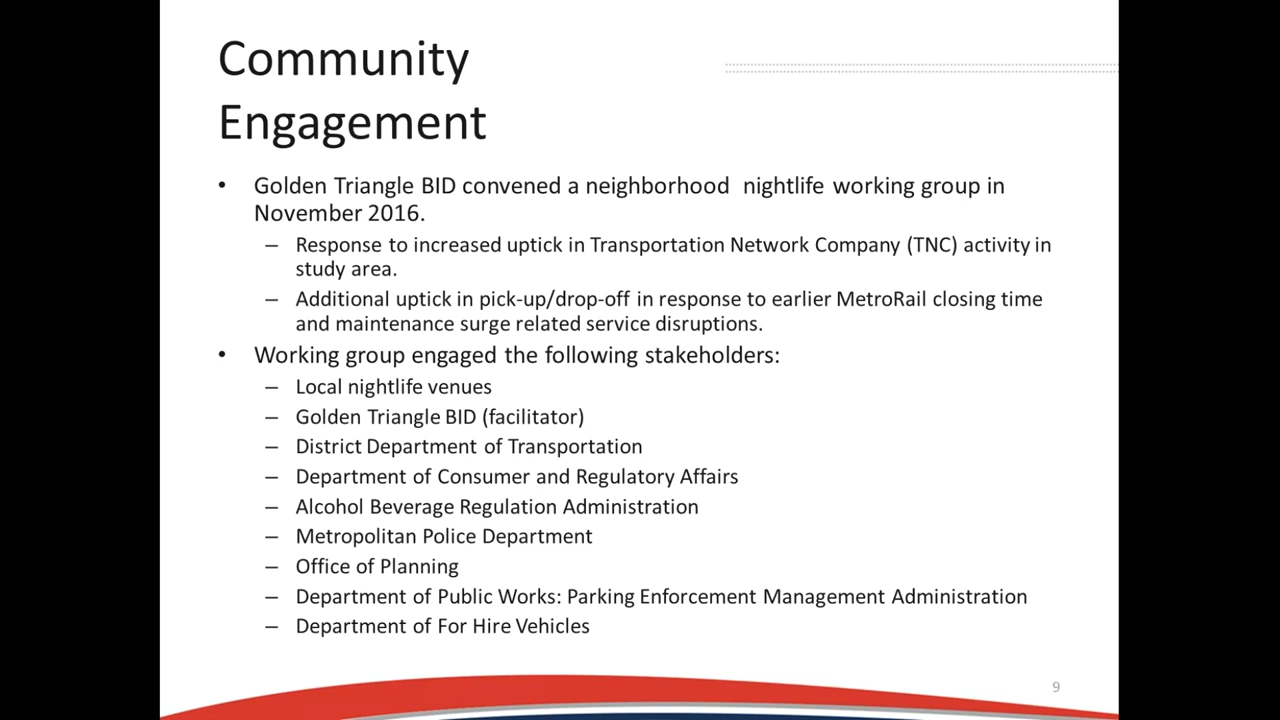 Community
Engagement
• Golden Triangle BID convened a neighborhood nightlife working group in
November 2016.
– Response to increased uptick in Transportation Network Company (TNC) activity in
study area.
– Additional uptick in pick-up/drop-off in response to earlier MetroRail closing time
and maintenance surge related service disruptions.
• Working group engaged the following stakeholders:
– Local nightlife venues
– Golden Triangle BID (facilitator)
– District Department of Transportation
– Department of Consumer and Regulatory Affairs
– Alcohol Beverage Regulation Administration
– Metropolitan Police Department
– Office of Planning
– Department of Public Works: Parking Enforcement Management Administration
– Department of For Hire Vehicles
9